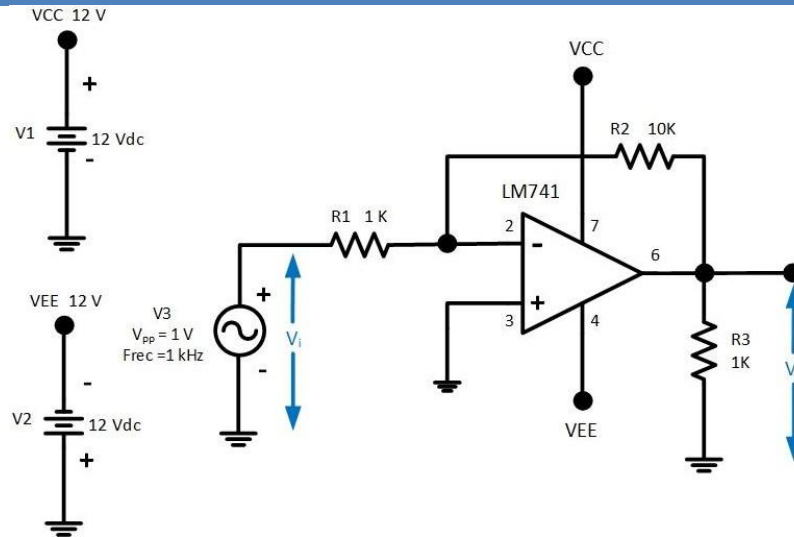 VCC 12 V
+
V1
12 Vdc
-
VEE 12 V
-
V2
12 Vdc
+
V3
Vpp = 1 V
Frec =1 kHz
+
-
Vi
R1 1 K
VCC
R2 10K
LM741
2
7
-
6
+
3
4
VEE
R3
1K
V